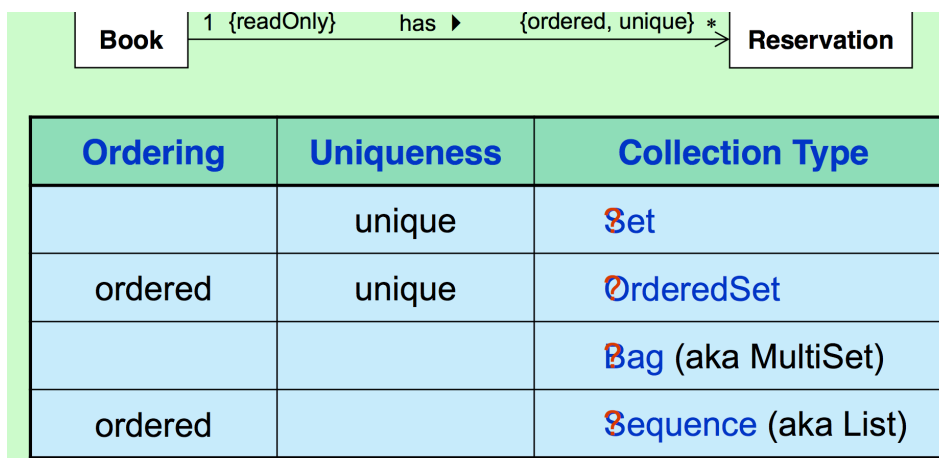 1 {readOnly} has {ordered, unique} *
Book Reservation
Ordering Uniqueness Collection Type
unique ?Set
ordered unique ?OrderedSet
?Bag (aka MultiSet)
ordered ?Sequence (aka List)